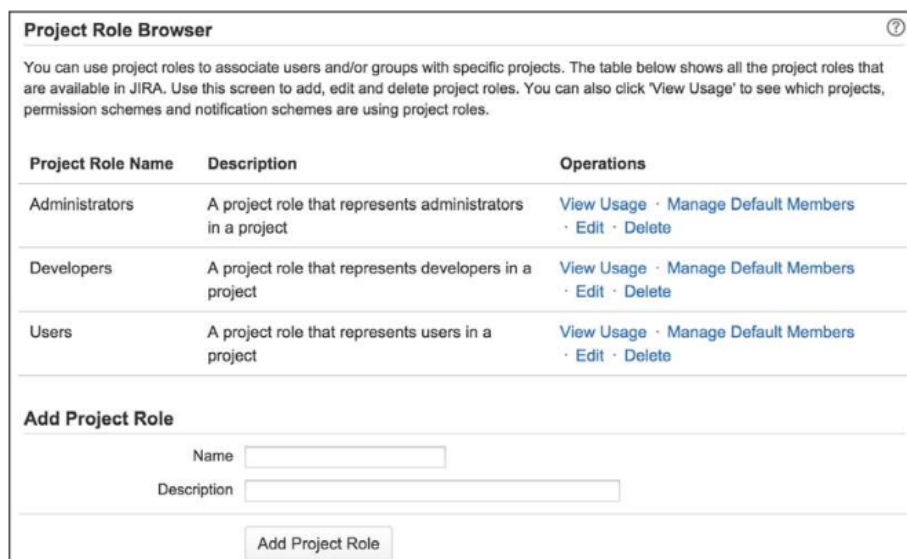 Project Role Browser
You can use project roles to associate users and/or groups with specific projects. The table below shows all the project roles that
are available in JIRA. Use this screen to add, edit and delete project roles. You can also click 'View Usage' to see which projects,
permission schemes and notification schemes are using project roles.
Project Role Name Description Operations
Administrators A project role that represents administrators View Usage · Manage Default Members
in a project · Edit · Delete
Developers A project role that represents developers in a View Usage · Manage Default Members
project · Edit · Delete
Users A project role that represents users in a View Usage · Manage Default Members
project · Edit · Delete
Add Project Role
Name
Description
Add Project Role